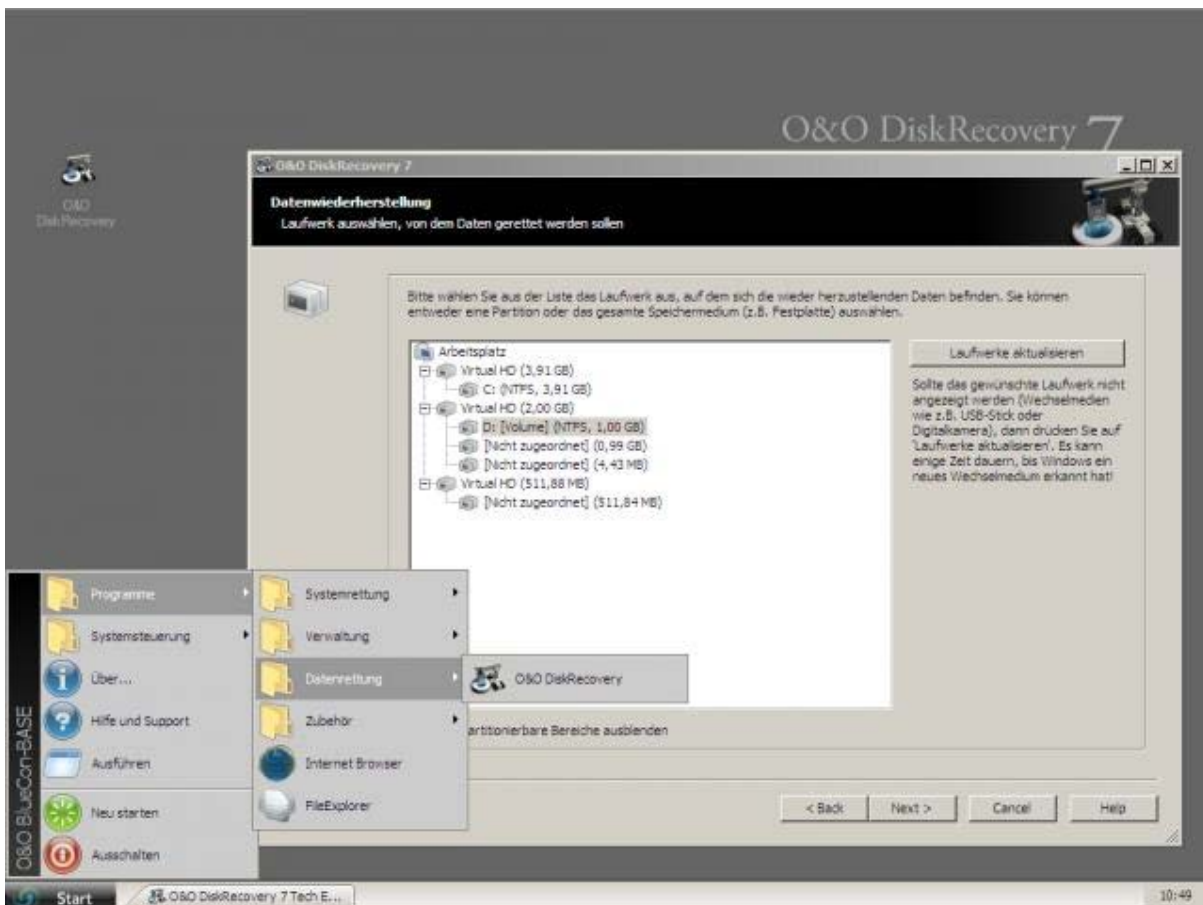 O&O DiskRecovery 7
O&O
DiskRecovery
O&O DiskRecovery 7
Datenwiederherstellung
Laufwerk auswählen, von dem Daten gerettet werden sollen
Bitte wählen Sie aus der Liste das Laufwerk aus, auf dem sich die wieder herzustellenden Daten befinden. Sie können
entweder eine Partition oder das gesamte Speichermedium (z.B. Festplatte) auswählen.
Arbeitsplatz
Virtual HD (3,91 GB)
C: (NTFS, 3,91 GB)
Virtual HD (2,00 GB)
D: [Volume] (NTFS, 1,00 GB)
[Nicht zugeordnet] (0,99 GB)
[Nicht zugeordnet] (4,43 MB)
Virtual HD (511,88 MB)
[Nicht zugeordnet] (511,84 MB)
Laufwerke aktualisieren
Sollte das gewünschte Laufwerk nicht
angezeigt werden (Wechselmedien
wie z.B. USB-Stick oder
Digitalkamera), dann drücken Sie auf
'Laufwerke aktualisieren'. Es kann
einige Zeit dauern, bis Windows ein
neues Wechselmedium erkannt hat!
artitionierbare Bereiche ausblenden
< Back
Next >
Cancel
Help
O&O BlueCon-BASE
Programme
Systemsteuerung
Über...
Hilfe und Support
Ausführen
Neu starten
Ausschalten
Systemrettung
Verwaltung
Datenrettung
Zubehör
Internet Browser
FileExplorer
O&O DiskRecovery
Start
O&O DiskRecovery 7 Tech E...
10:49